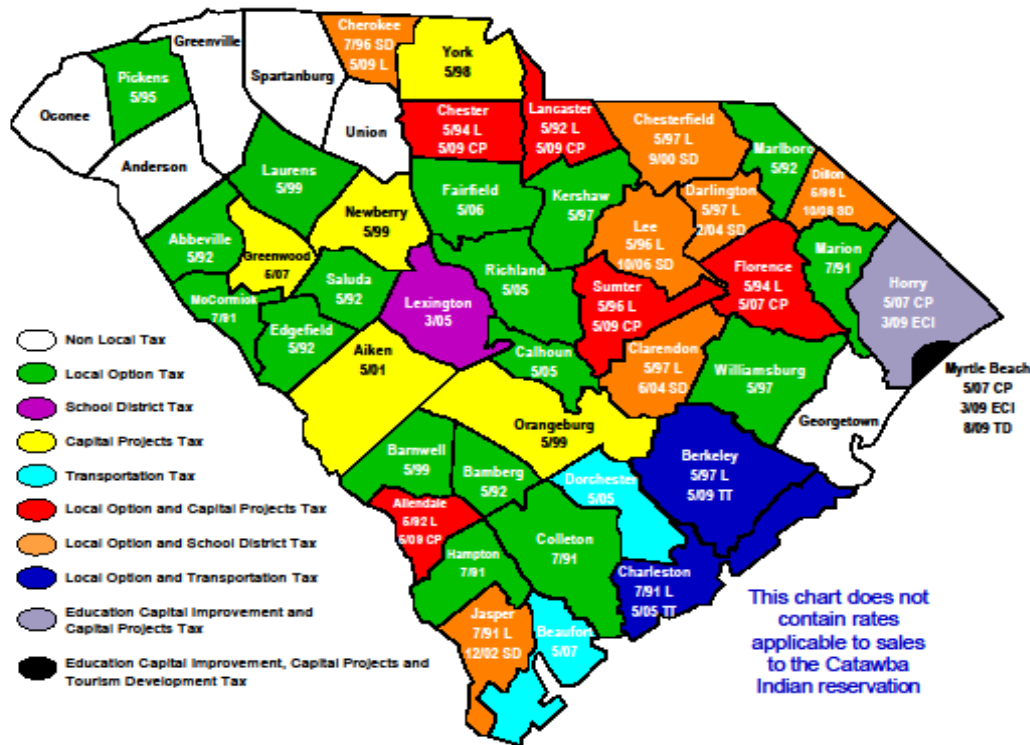 Greenville
Cherokee
7/96 SD
5/09 L
York
5/98
Pickens
5/95
Spartanburg
Oconee
Union
Chester
5/94 L
5/09 CP
Lancaster
5/92 L
5/09 CP
Chesterfield
5/97 L
9/00 SD
Marlboro
5/92
Anderson
Laurens
5/99
Fairfield
5/06
Kershaw
5/97
Darlington
5/97 L
2/04 SD
Dillon
5/96 L
10/08 SD
Newberry
5/99
Lee
5/96 L
10/06 SD
Abbeville
5/92
Greenwood
5/07
Saluda
5/92
Richland
5/05
Florence
5/94 L
5/07 CP
Marion
7/91
Horry
5/07 CP
3/09 ECI
McCormick
7/91
Lexington
3/05
Sumter
5/96 L
5/09 CP
Edgefield
5/92
Aiken
5/01
Calhoun
5/05
Clarendon
5/97 L
6/04 SD
Williamsburg
5/97
Myrtle Beach
5/07 CP
3/09 ECI
8/09 TD
Georgetown
Orangeburg
5/99
Barnwell
5/99
Bamberg
5/92
Dorchester
5/05
Berkeley
5/97 L
5/09 TT
Allendale
5/92 L
5/09 CP
Hampton
7/91
Colleton
7/91
Charleston
7/91 L
5/05 TT
Jasper
7/91 L
12/02 SD
Beaufort
5/07
Non Local Tax
Local Option Tax
School District Tax
Capital Projects Tax
Transportation Tax
Local Option and Capital Projects Tax
Local Option and School District Tax
Local Option and Transportation Tax
Education Capital Improvement and
Capital Projects Tax
Education Capital Improvement, Capital Projects and
Tourism Development Tax
This chart does not
contain rates
applicable to sales
to the Catawba
Indian reservation